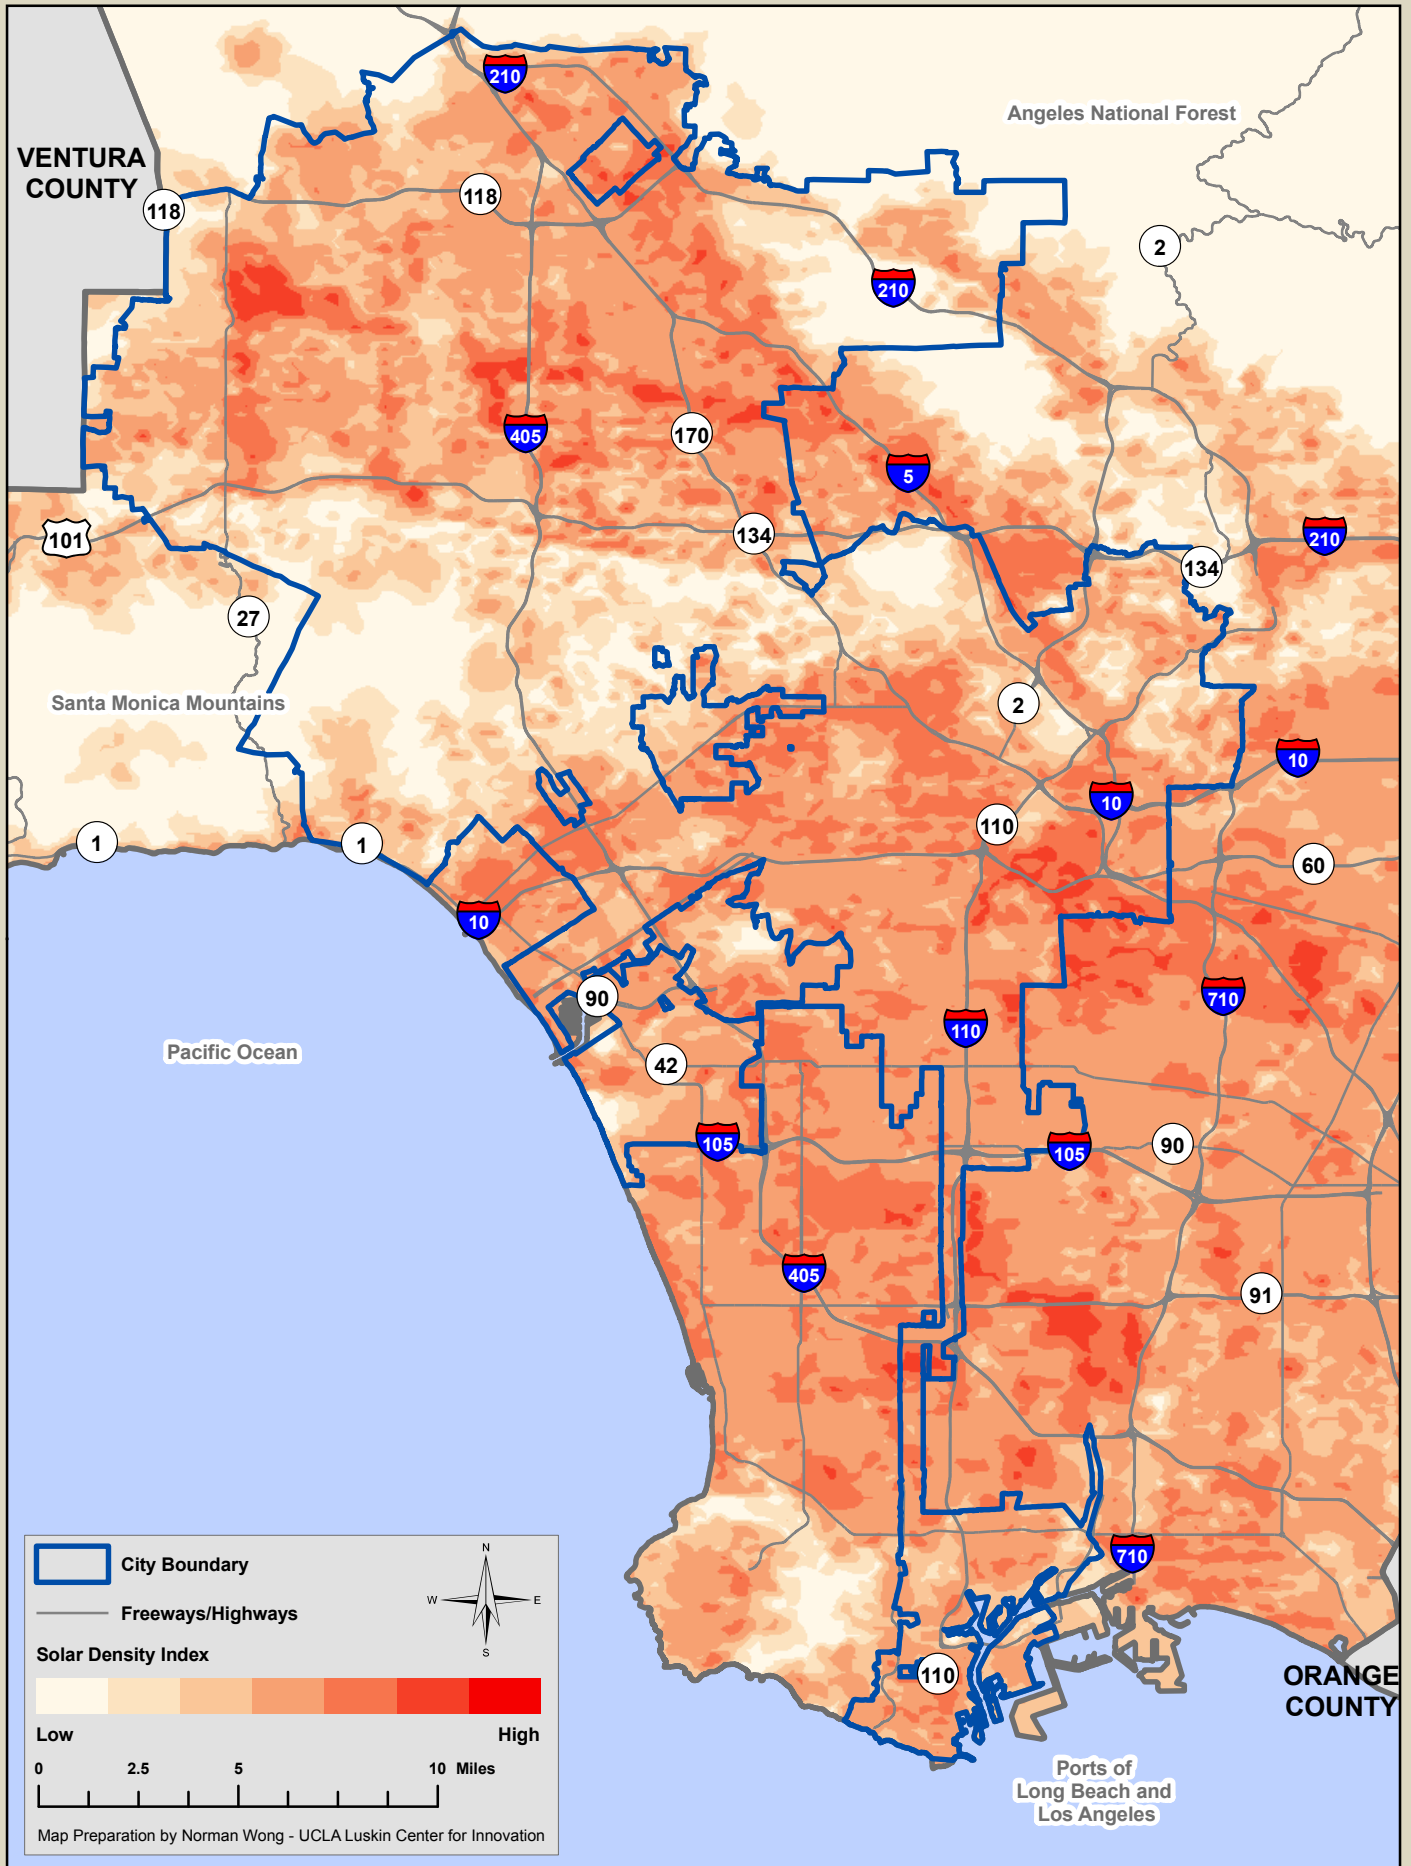 210
Angeles National Forest
VENTURA
COUNTY
118
118
2
210
405
170
5
101
134
210
134
27
Santa Monica Mountains
2
10
10
110
1
1
60
10
90
710
110
Pacific Ocean
42
105
105
90
405
91
710
110
ORANGE
COUNTY
Ports of
Long Beach and
Los Angeles
City Boundary
Freeways/Highways
N
W
E
S
Solar Density Index
Low
High
0
2.5
5
10 Miles
Map Preparation by Norman Wong - UCLA Luskin Center for Innovation